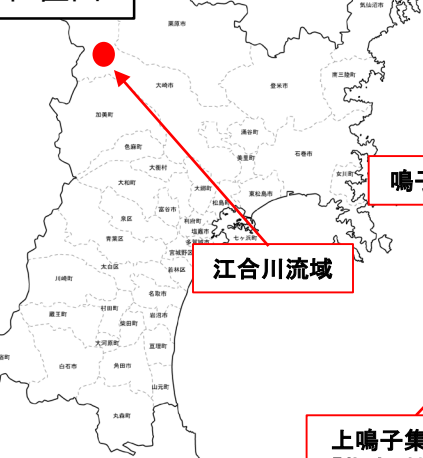 気仙沼市
栗原市
大崎市
登米市
南三陸町
加美町
涌谷町
色麻町
美里町
石巻市
大衡村
女川町
大和町
大郷町
東松島市
鳴子
松島町
富谷市
泉区
利府町
塩竈市
青葉区
多賀城市
七ヶ浜町
宮城野区
太白区
若林区
江合川流域
川崎町
名取市
村田町
岩沼市
蔵王町
柴田町
大河原町
亘理町
白石市
角田市
山元町
丸森町
上鳴子集